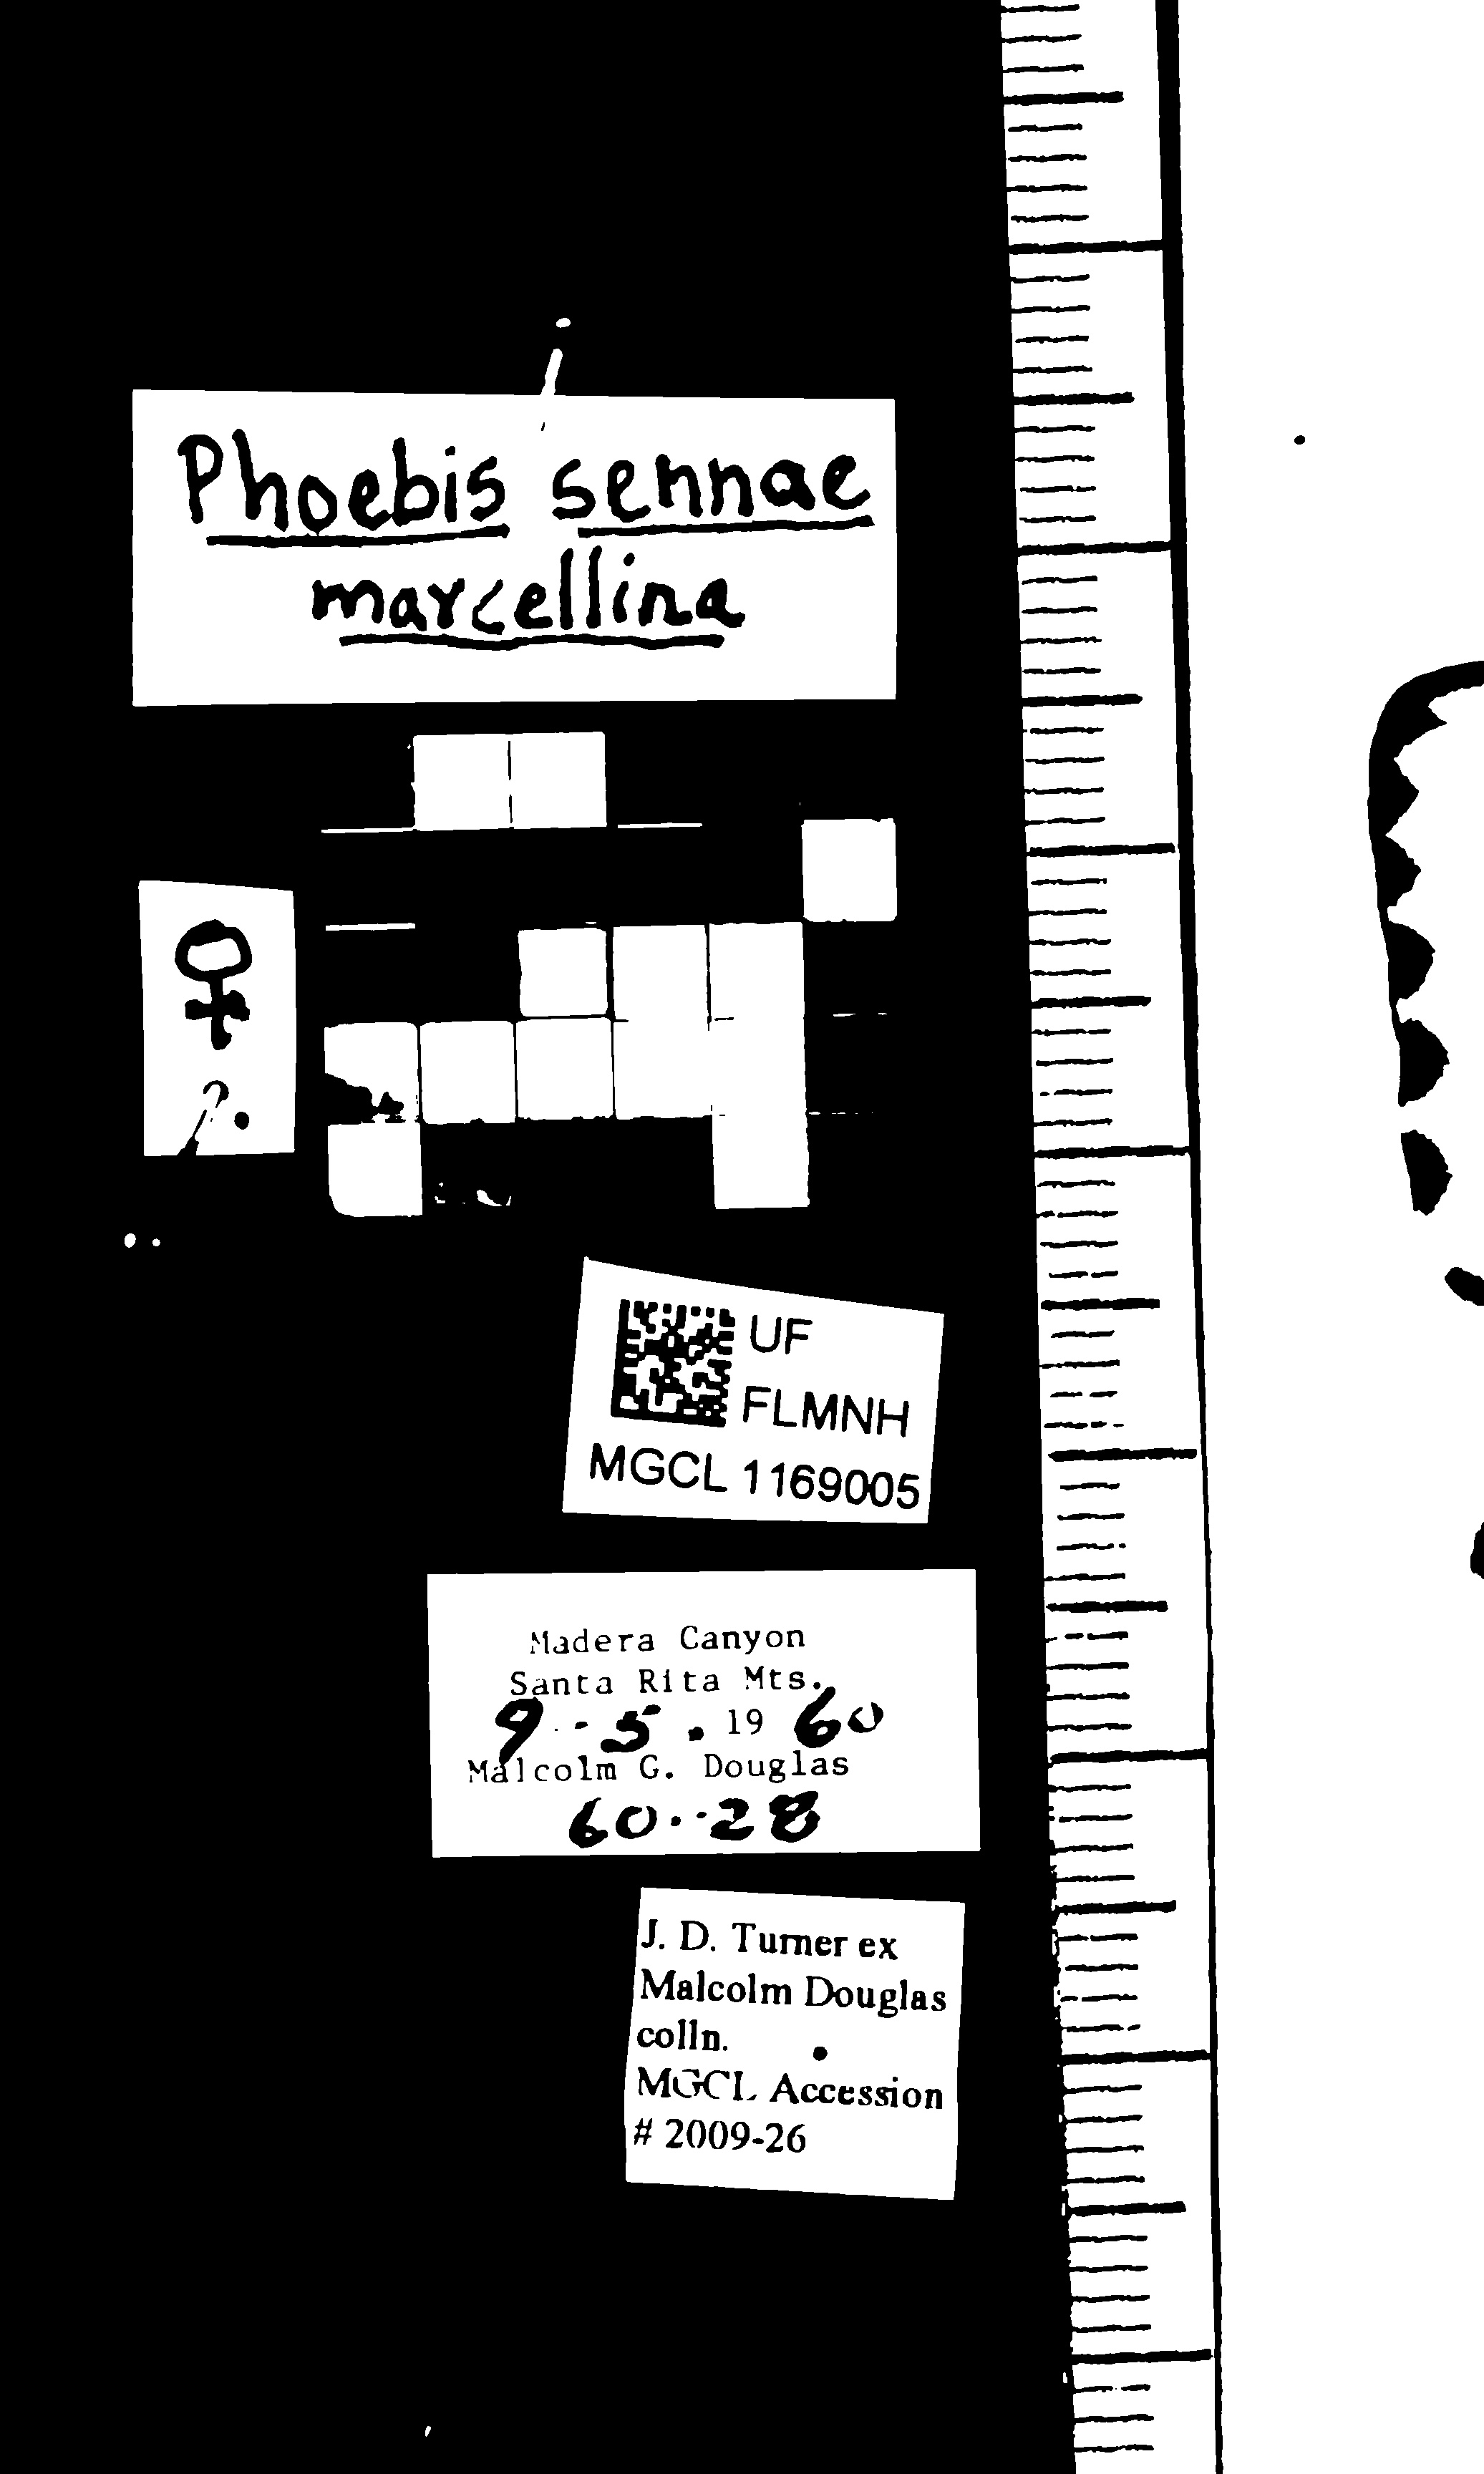 Phoebis sennae
marcellina
♀
?.
UF
FLMNH
MGCL 1169005
Madera Canyon
Santa Rita Mts.
9 - 5 . 19 60
Malcolm G. Douglas
60 - 28
J. D. Turner ex
Malcolm Douglas
colln.
MGCL Accession
# 2009-26